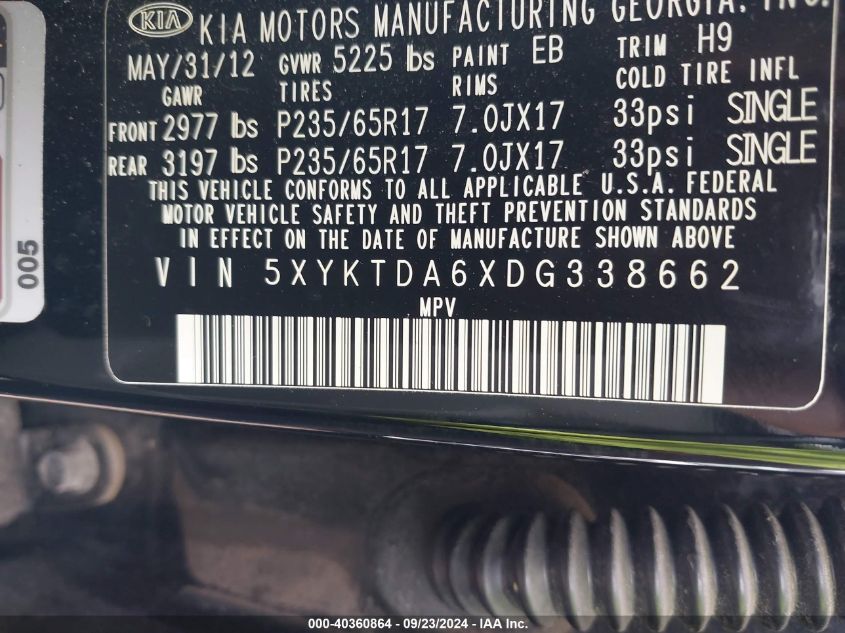 KIA KIA MOTORS MANUFACTURING GEORGIA, INC.
MAY/31/12 GVWR 5225 lbs PAINT EB TRIM H9
GAWR TIRES RIMS COLD TIRE INFL
FRONT 2977 lbs P235/65R17 7.0JX17 33psi SINGLE
REAR 3197 lbs P235/65R17 7.0JX17 33psi SINGLE
THIS VEHICLE CONFORMS TO ALL APPLICABLE U.S.A. FEDERAL
MOTOR VEHICLE SAFETY AND THEFT PREVENTION STANDARDS
IN EFFECT ON THE DATE OF MANUFACTURE SHOWN ABOVE
VIN 5XYKTDA6XDG338662
MPV
005
000-40360864 / 09/23/2024 - IAA Inc.